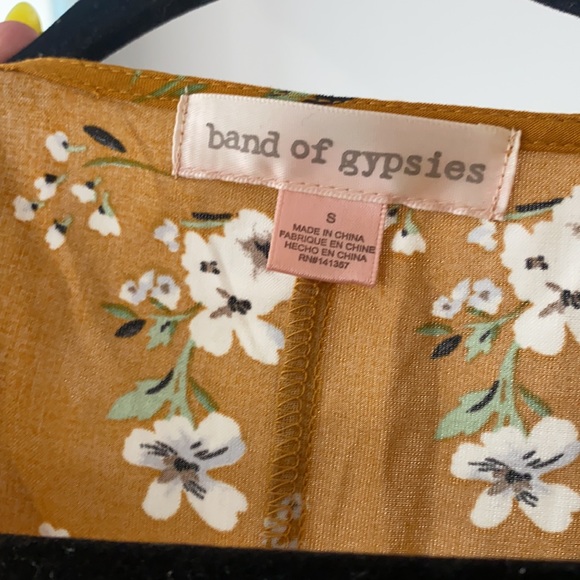 band of gypsies
S
MADE IN CHINA
FABRIQUE EN CHINE
HECHO EN CHINA
RN#141357